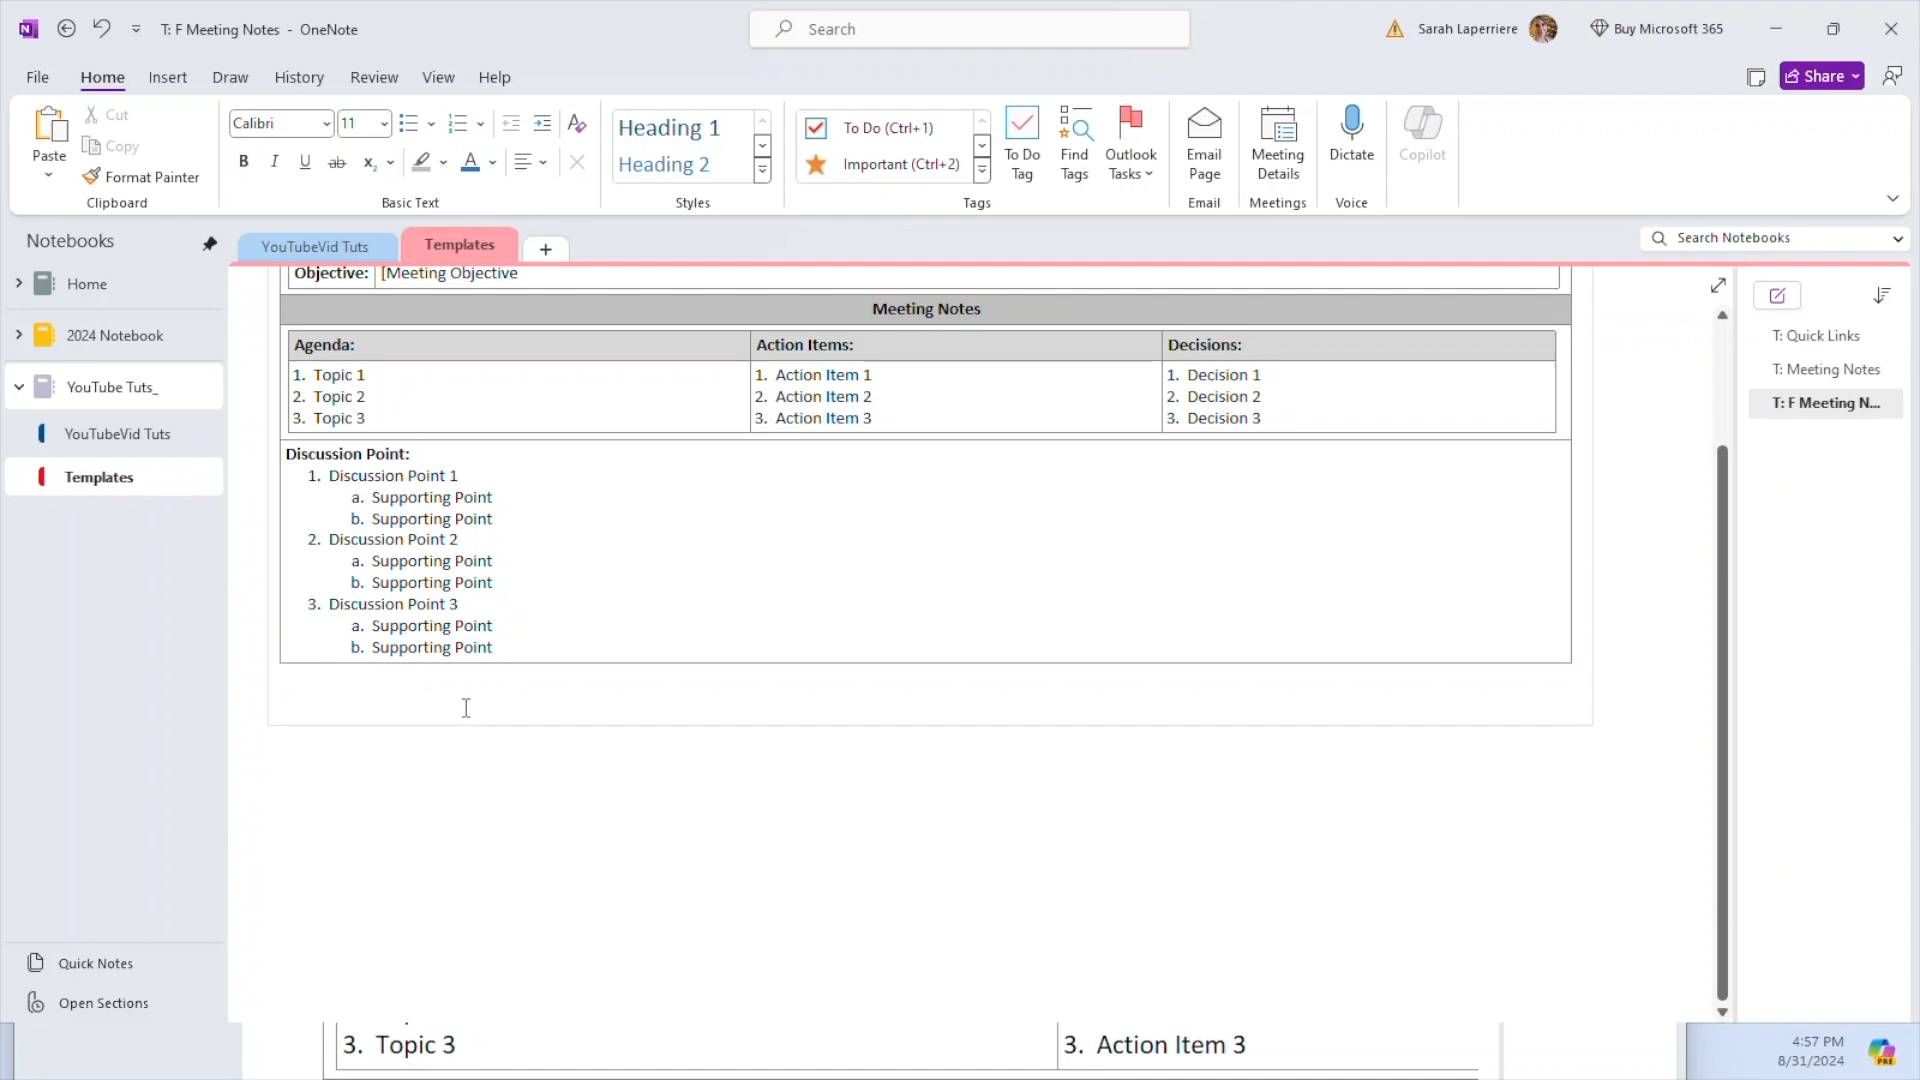 T: F Meeting Notes - OneNote
Search
Sarah Laperriere
Buy Microsoft 365
File Home Insert Draw History Review View Help
Share
Paste
Cut
Copy
Format Painter
Clipboard
Calibri 11
B I U ab x₂ A
Basic Text
Heading 1
Heading 2
Styles
To Do (Ctrl+1)
Important (Ctrl+2)
To Do Tag
Find Tags
Outlook Tasks
Tags
Email Page
Email
Meeting Details
Meetings
Dictate
Voice
Copilot
Notebooks
YouTubeVid Tuts
Templates
+
Search Notebooks
Home
2024 Notebook
YouTube Tuts_
YouTubeVid Tuts
Templates
Quick Notes
Open Sections
Objective: [Meeting Objective
Meeting Notes
Agenda: Action Items: Decisions:
1. Topic 1 1. Action Item 1 1. Decision 1
2. Topic 2 2. Action Item 2 2. Decision 2
3. Topic 3 3. Action Item 3 3. Decision 3
Discussion Point:
1. Discussion Point 1
a. Supporting Point
b. Supporting Point
2. Discussion Point 2
a. Supporting Point
b. Supporting Point
3. Discussion Point 3
a. Supporting Point
b. Supporting Point
T: Quick Links
T: Meeting Notes
T: F Meeting N...
3. Topic 3 3. Action Item 3
4:57 PM
8/31/2024
PRE